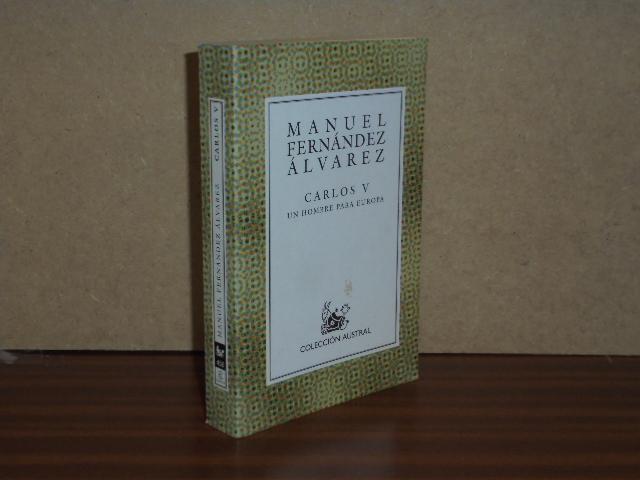 MANUEL
FERNÁNDEZ
ÁLVAREZ
CARLOS V
UN HOMBRE PARA EUROPA
COLECCIÓN AUSTRAL
MANUEL FERNÁNDEZ ÁLVAREZ CARLOS V